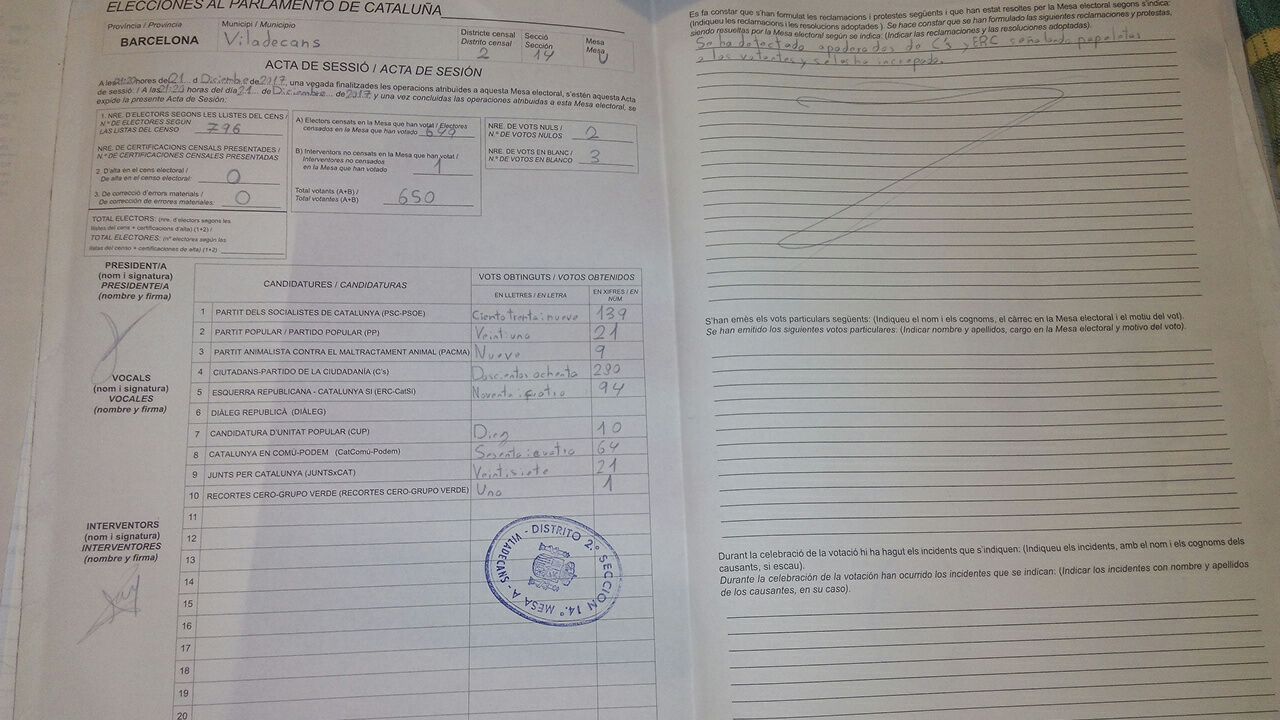 ELECCIONES AL PARLAMENTO DE CATALUÑA
Província / Provincia
BARCELONA
Municipi / Municipio
Viladecans
Districte censal
Distrito censal
2
Secció
Sección
14
Mesa
Mesa
U
ACTA DE SESSIÓ / ACTA DE SESIÓN
A les 21:20 hores de 21 d Diciembre de 2017, una vegada finalitzades les operacions atribuïdes a aquesta Mesa electoral, s'estén aquesta Acta
de sessió: / A las 21:20 horas del día 21 de Diciembre de 2017 y una vez concluidas las operaciones atribuidas a esta Mesa electoral, se
expide la presente Acta de Sesión:
1. NRE. D'ELECTORS SEGONS LES LLISTES DEL CENS /
N.º DE ELECTORES SEGÚN
LAS LISTAS DEL CENSO
796
NRE. DE CERTIFICACIONS CENSALS PRESENTADES /
N.º DE CERTIFICACIONES CENSALES PRESENTADAS
2. D'alta en el cens electoral /
De alta en el censo electoral:
0
3. De correcció d'errors materials /
De corrección de errores materiales:
0
TOTAL ELECTORS: (nre. d'electors segons les
llistes del cens + certificacions d'alta) (1+2) /
TOTAL ELECTORES: (nº electores según las
listas del censo + certificaciones de alta) (1+2):
A) Electors censats en la Mesa que han votat / Electores
censados en la Mesa que han votado
649
B) Interventors no censats en la Mesa que han votat /
Interventores no censados
en la Mesa que han votado
1
Total votants (A+B) /
Total votantes (A+B)
650
NRE. DE VOTS NULS /
N.º DE VOTOS NULOS
2
NRE. DE VOTS EN BLANC /
N.º DE VOTOS EN BLANCO
3
PRESIDENT/A
(nom i signatura)
PRESIDENTE/A
(nombre y firma)
VOCALS
(nom i signatura)
VOCALES
(nombre y firma)
INTERVENTORS
(nom i signatura)
INTERVENTORES
(nombre y firma)
CANDIDATURES / CANDIDATURAS
VOTS OBTINGUTS / VOTOS OBTENIDOS
EN LLETRES / EN LETRA
EN XIFRES / EN NÚM
1 PARTIT DELS SOCIALISTES DE CATALUNYA (PSC-PSOE) Ciento trenta i nueve 139
2 PARTIT POPULAR / PARTIDO POPULAR (PP) Veintuno 21
3 PARTIT ANIMALISTA CONTRA EL MALTRACTAMENT ANIMAL (PACMA) Nueve 9
4 CIUTADANS-PARTIDO DE LA CIUDADANÍA (C's) Doscientos ochenta 280
5 ESQUERRA REPUBLICANA - CATALUNYA SÍ (ERC-CatSí) Noventa i cuatro 94
6 DIÀLEG REPUBLICÀ (DIÀLEG)
7 CANDIDATURA D'UNITAT POPULAR (CUP) Diez 10
8 CATALUNYA EN COMÚ-PODEM (CatComú-Podem) Sesenta i cuatro 64
9 JUNTS PER CATALUNYA (JUNTSxCAT) Veintisiete 21
10 RECORTES CERO-GRUPO VERDE (RECORTES CERO-GRUPO VERDE) Uno 1
11
12
13
14
15
16
17
18
19
20
VILADECANS - DISTRITO 2.º SECCION 14.º MESA A
Es fa constar que s'han formulat les reclamacions i protestes següents i que han estat resoltes per la Mesa electoral segons s'indica:
(Indiqueu les reclamacions i les resolucions adoptades). Se hace constar que se han formulado las siguientes reclamaciones y protestas,
siendo resueltas por la Mesa electoral según se indica: (Indicar las reclamaciones y las resoluciones adoptadas).
Se ha detectado apoderados de C's y ERC señalando papeletas
a los votantes y se les ha increpado.
S'han emès els vots particulars següents: (Indiqueu el nom i els cognoms, el càrrec en la Mesa electoral i el motiu del vot).
Se han emitido los siguientes votos particulares: (Indicar nombre y apellidos, cargo en la Mesa electoral y motivo del voto).
Durant la celebració de la votació hi ha hagut els incidents que s'indiquen: (Indiqueu els incidents, amb el nom i els cognoms dels
causants, si escau).
Durante la celebración de la votación han ocurrido los incidentes que se indican: (Indicar los incidentes con nombre y apellidos
de los causantes, en su caso).